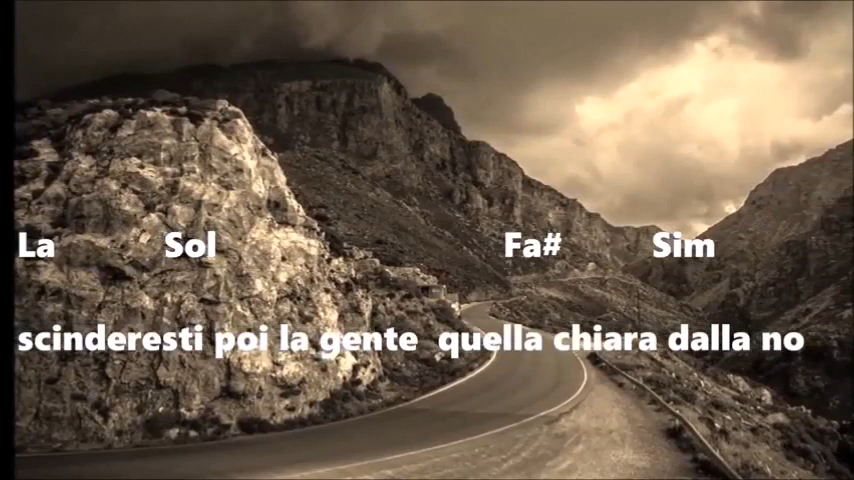 La Sol Fa# Sim
scinderesti poi la gente quella chiara dalla no